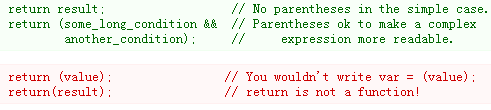 return result;                  // No parentheses in the simple case.
return (some_long_condition &&  // Parentheses ok to make a complex
        another_condition);     //     expression more readable.
return (value);                // You wouldn't write var = (value);
return(result);                // return is not a function!